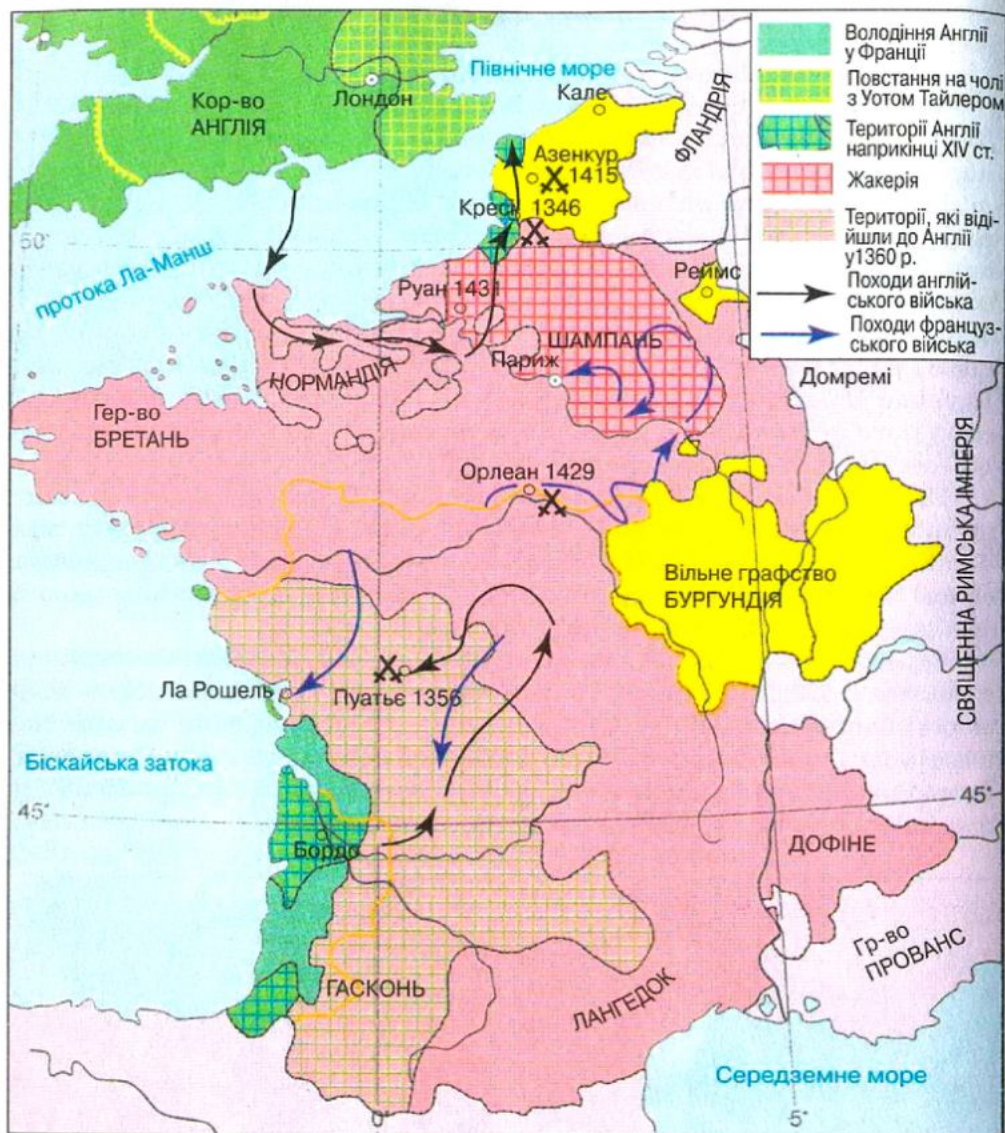 Володіння Англії
у Франції
Повстання на чолі
з Уотом Тайлером
Території Англії
наприкінці XIV ст.
Жакерія
Території, які віді-
йшли до Англії
у1360 р.
Походи англій-
ського війська
Походи французь-
ського війська
Північне море
Кор-во
АНГЛІЯ
Лондон
Кале
ФЛАНДРІЯ
Азенкур
1415
Кресі 1346
50°
протока Ла-Манш
Руан 1431
Реймс
ШАМПАНЬ
Париж
НОРМАНДІЯ
Домремі
Гер-во
БРЕТАНЬ
Орлеан 1429
СВЯЩЕННА РИМСЬКА ІМПЕРІЯ
Вільне графство
БУРГУНДІЯ
Ла Рошель
Пуатьє 1356
Біскайська затока
45°
45°
Бордо
ДОФІНЕ
Гр-во
ПРОВАНС
ГАСКОНЬ
ЛАНГЕДОК
Середземне море
0°
5°